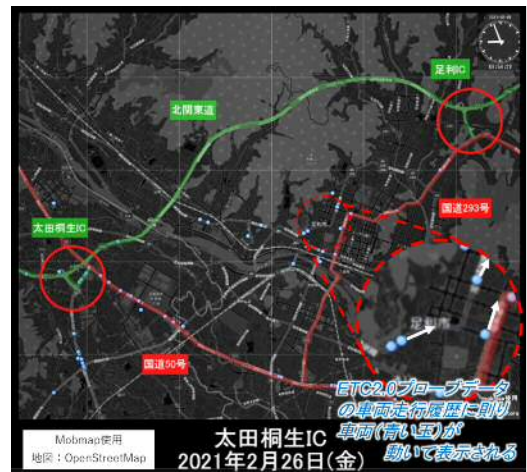 足利IC
北関東道
国道293号
太田桐生IC
足利市
足利市
国道50号
ETC2.0プローブデータ
の車両走行履歴に則り
車両(青い玉)が
動いて表示される
Mobmap使用
地図：OpenStreetMap
太田桐生IC
2021年2月26日(金)